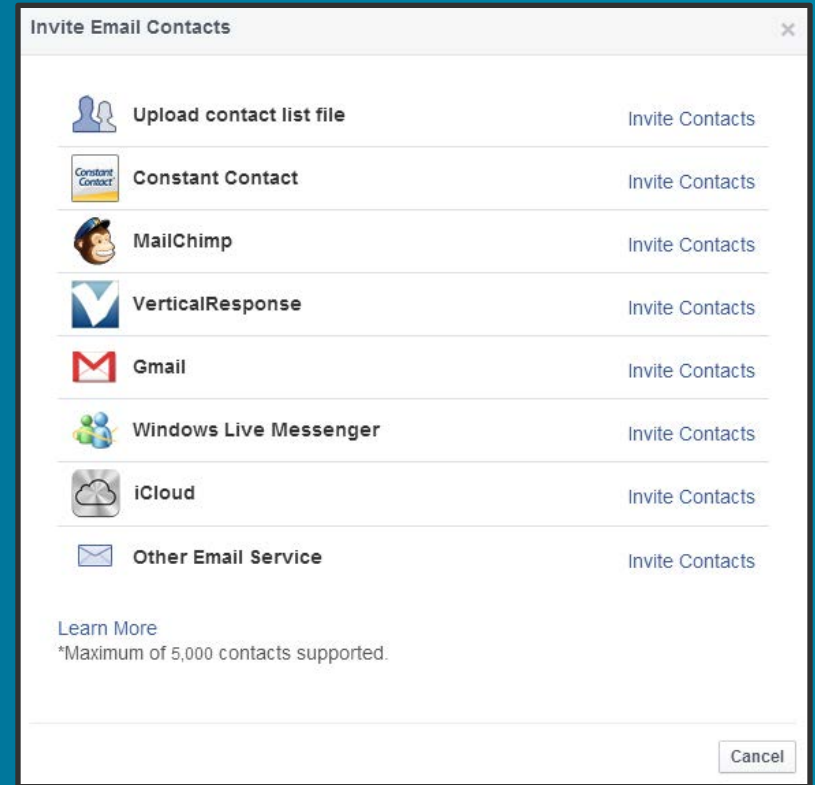 Invite Email Contacts ×
Upload contact list file Invite Contacts
Constant Contact Constant Contact Invite Contacts
MailChimp Invite Contacts
VerticalResponse Invite Contacts
Gmail Invite Contacts
Windows Live Messenger Invite Contacts
iCloud Invite Contacts
Other Email Service Invite Contacts
Learn More
*Maximum of 5,000 contacts supported.
Cancel